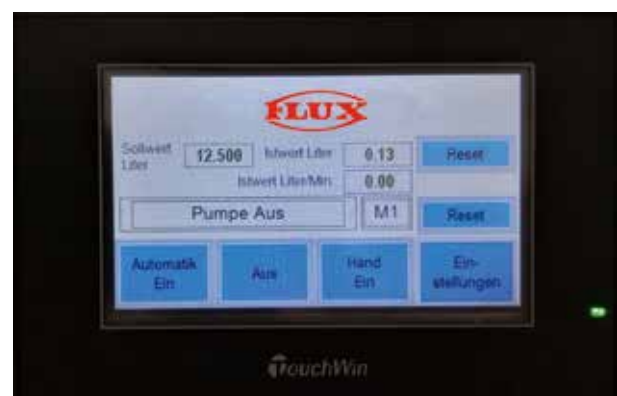 FLUX
Sollwert Liter 12.500 Istwert Liter 0.13 Reset
Istwert Liter/Min 0.00
Pumpe Aus M1 Reset
Automatik Ein Aus Hand Ein Ein-stellungen
TouchWin